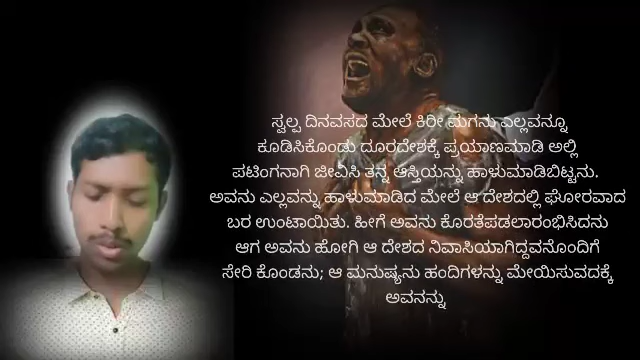 ಸ್ವಲ್ಪ ದಿನವಸದ ಮೇಲೆ ಕಿರೀ ಮಗನು ಎಲ್ಲವನ್ನೂ
ಕೂಡಿಸಿಕೊಂಡು ದೂರದೇಶಕ್ಕೆ ಪ್ರಯಾಣಮಾಡಿ ಅಲ್ಲಿ
ಪಟಿಂಗನಾಗಿ ಜೀವಿಸಿ ತನ್ನ ಆಸ್ತಿಯನ್ನು ಹಾಳುಮಾಡಿಬಿಟ್ಟನು.
ಅವನು ಎಲ್ಲವನ್ನು ಹಾಳುಮಾಡಿದ ಮೇಲೆ ಆ ದೇಶದಲ್ಲಿ ಘೋರವಾದ
ಬರ ಉಂಟಾಯಿತು. ಹೀಗೆ ಅವನು ಕೊರತೆಪಡಲಾರಂಭಿಸಿದನು
ಆಗ ಅವನು ಹೋಗಿ ಆ ದೇಶದ ನಿವಾಸಿಯಾಗಿದ್ದವನೊಂದಿಗೆ
ಸೇರಿ ಕೊಂಡನು; ಆ ಮನುಷ್ಯನು ಹಂದಿಗಳನ್ನು ಮೇಯಿಸುವದಕ್ಕೆ
ಅವನನ್ನು